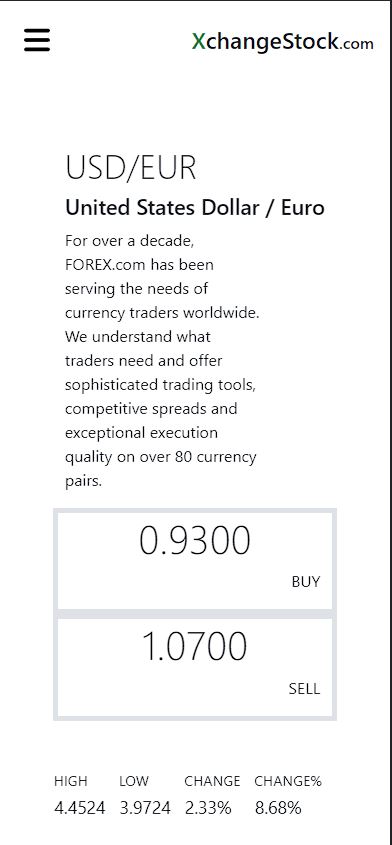 XchangeStock.com
USD/EUR
United States Dollar / Euro
For over a decade,
FOREX.com has been
serving the needs of
currency traders worldwide.
We understand what
traders need and offer
sophisticated trading tools,
competitive spreads and
exceptional execution
quality on over 80 currency
pairs.
0.9300
BUY
1.0700
SELL
HIGH LOW CHANGE CHANGE%
4.4524 3.9724 2.33% 8.68%